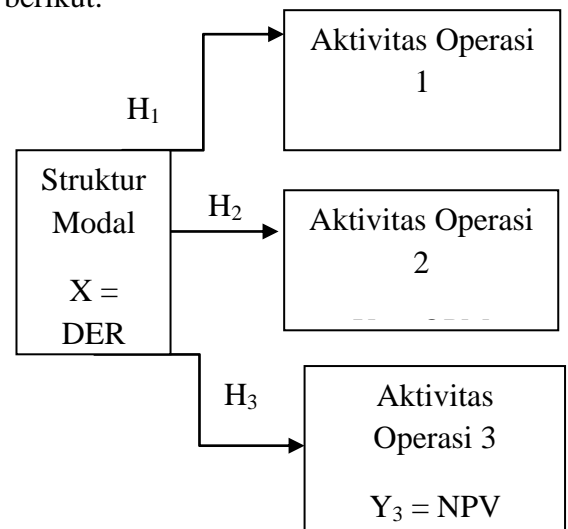 berikut:
Aktivitas Operasi
1
H₁
Struktur
Modal
X =
DER
H₂
Aktivitas Operasi
2
H₃
Aktivitas
Operasi 3
Y₃ = NPV